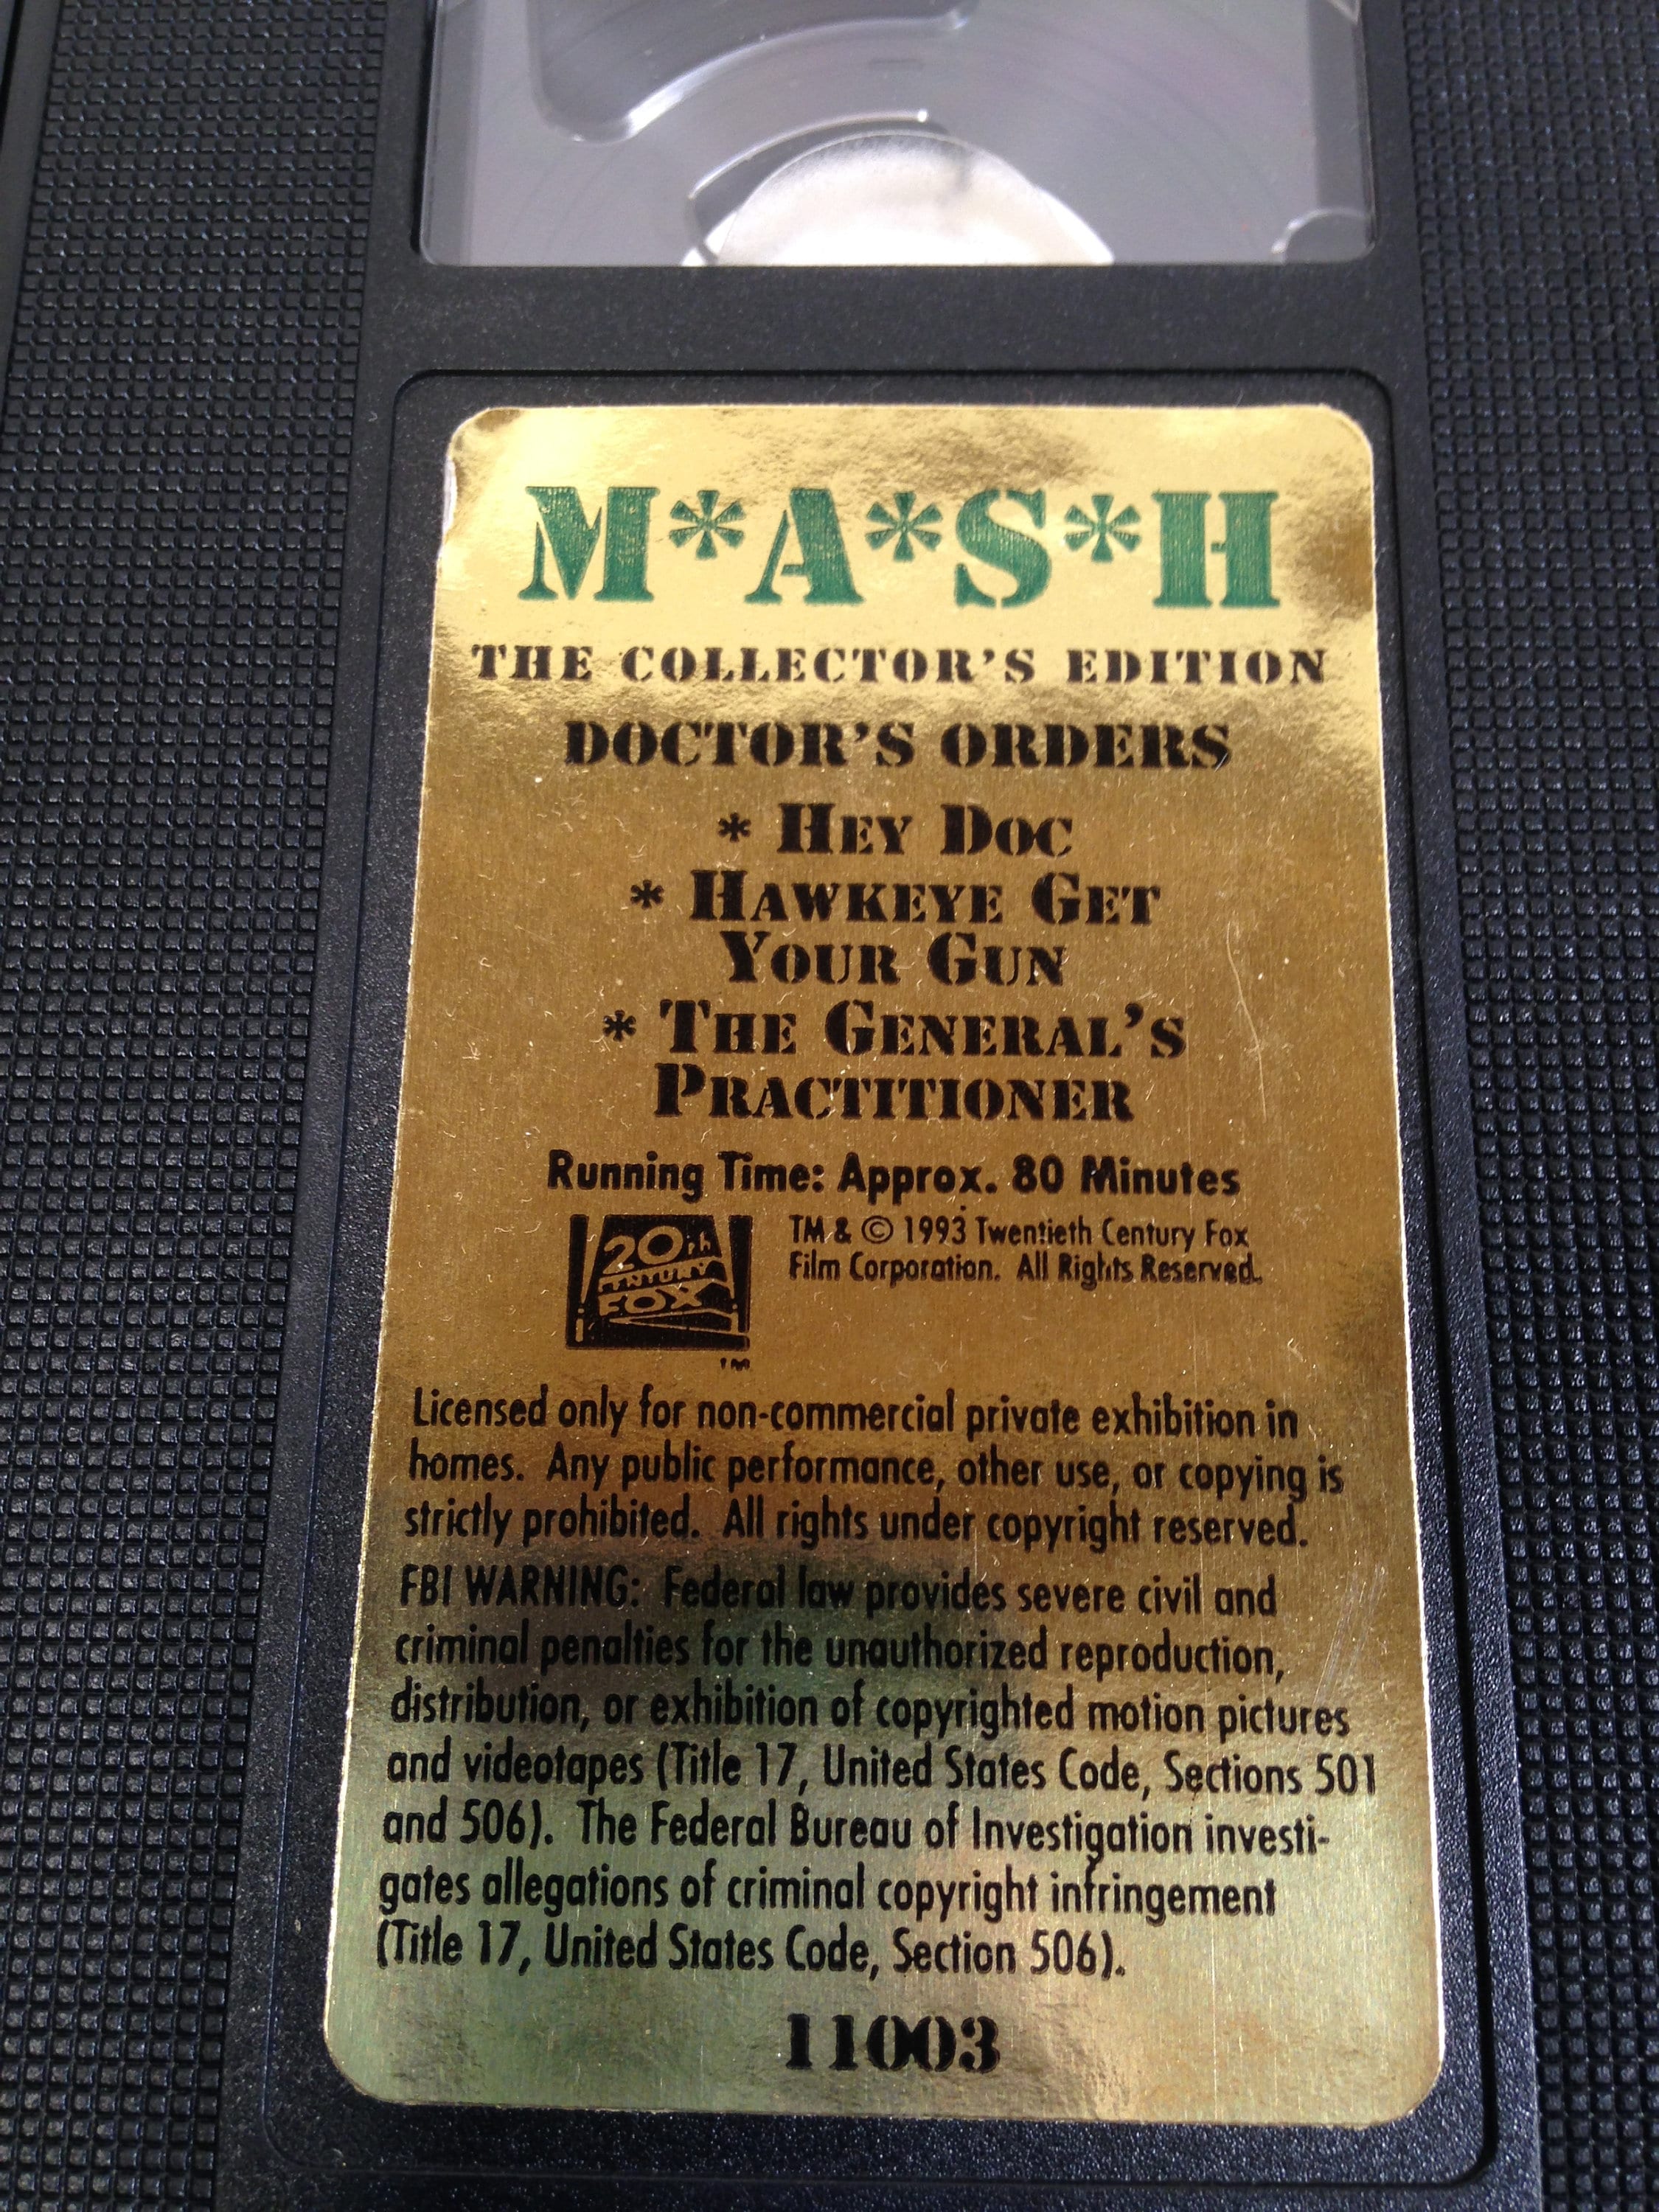 M*A*S*H
THE COLLECTOR'S EDITION
DOCTOR'S ORDERS
* HEY DOC
* HAWKEYE GET
YOUR GUN
* THE GENERAL'S
PRACTITIONER
Running Time: Approx. 80 Minutes
20th
CENTURY
FOX
TM
TM & © 1993 Twentieth Century Fox
Film Corporation. All Rights Reserved.
Licensed only for non-commercial private exhibition in
homes. Any public performance, other use, or copying is
strictly prohibited. All rights under copyright reserved.
FBI WARNING: Federal law provides severe civil and
criminal penalties for the unauthorized reproduction,
distribution, or exhibition of copyrighted motion pictures
and videotapes (Title 17, United States Code, Sections 501
and 506). The Federal Bureau of Investigation investi-
gates allegations of criminal copyright infringement
(Title 17, United States Code, Section 506).
11003